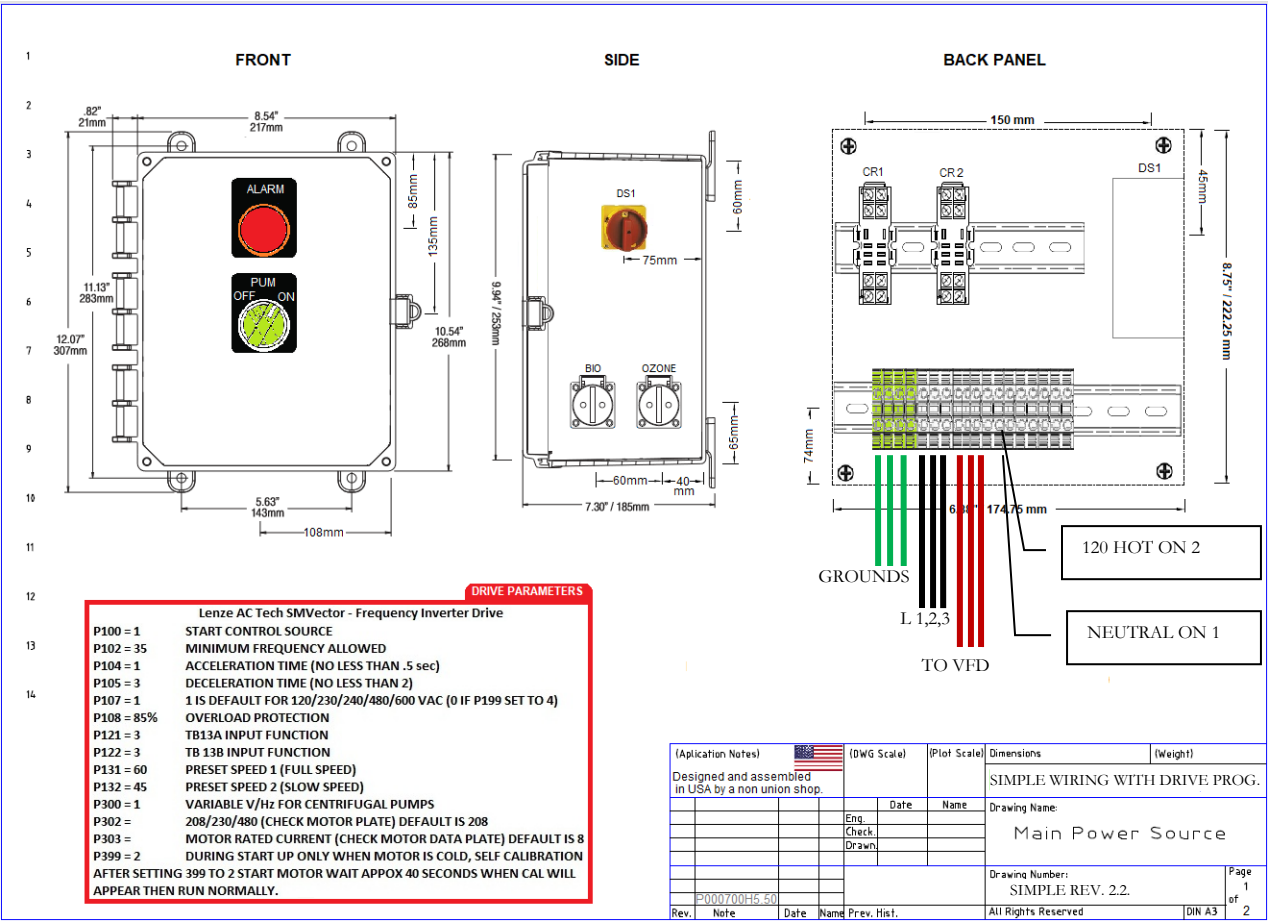 FRONT
SIDE
BACK PANEL
1
2
3
4
5
6
7
8
9
10
11
12
13
14
.82"
21mm
8.54"
217mm
ALARM
PUM
OFF
ON
85mm
135mm
11.13"
283mm
12.07"
307mm
10.54"
268mm
5.63"
143mm
108mm
DS1
75mm
60mm
9.94" / 253mm
BIO
OZONE
65mm
60mm
40
mm
7.30" / 185mm
150 mm
CR1
CR2
DS1
45mm
8.75" / 222.25 mm
74mm
174.75 mm
GROUNDS
L 1,2,3
TO VFD
120 HOT ON 2
NEUTRAL ON 1
DRIVE PARAMETERS
Lenze AC Tech SMVector - Frequency Inverter Drive
P100 = 1 START CONTROL SOURCE
P102 = 35 MINIMUM FREQUENCY ALLOWED
P104 = 1 ACCELERATION TIME (NO LESS THAN .5 sec)
P105 = 3 DECELERATION TIME (NO LESS THAN 2)
P107 = 1 1 IS DEFAULT FOR 120/230/240/480/600 VAC (0 IF P199 SET TO 4)
P108 = 85% OVERLOAD PROTECTION
P121 = 3 TB13A INPUT FUNCTION
P122 = 3 TB 13B INPUT FUNCTION
P131 = 60 PRESET SPEED 1 (FULL SPEED)
P132 = 45 PRESET SPEED 2 (SLOW SPEED)
P300 = 1 VARIABLE V/Hz FOR CENTRIFUGAL PUMPS
P302 = 208/230/480 (CHECK MOTOR PLATE) DEFAULT IS 208
P303 = MOTOR RATED CURRENT (CHECK MOTOR DATA PLATE) DEFAULT IS 8
P399 = 2 DURING START UP ONLY WHEN MOTOR IS COLD, SELF CALIBRATION
AFTER SETTING 399 TO 2 START MOTOR WAIT APPOX 40 SECONDS WHEN CAL WILL
APPEAR THEN RUN NORMALLY.
(Aplication Notes)
(DWG Scale)
(Plot Scale)
Dimensions
(Weight)
Designed and assembled
in USA by a non union shop.
SIMPLE WIRING WITH DRIVE PROG.
Date
Name
Eng.
Check.
Drawn.
Drawing Name:
Main Power Source
Drawing Number:
SIMPLE REV. 2.2.
Page
1
of
2
P000700H5.50
Rev.
Note
Date
Name
Prev. Hist.
All Rights Reserved
DIN A3